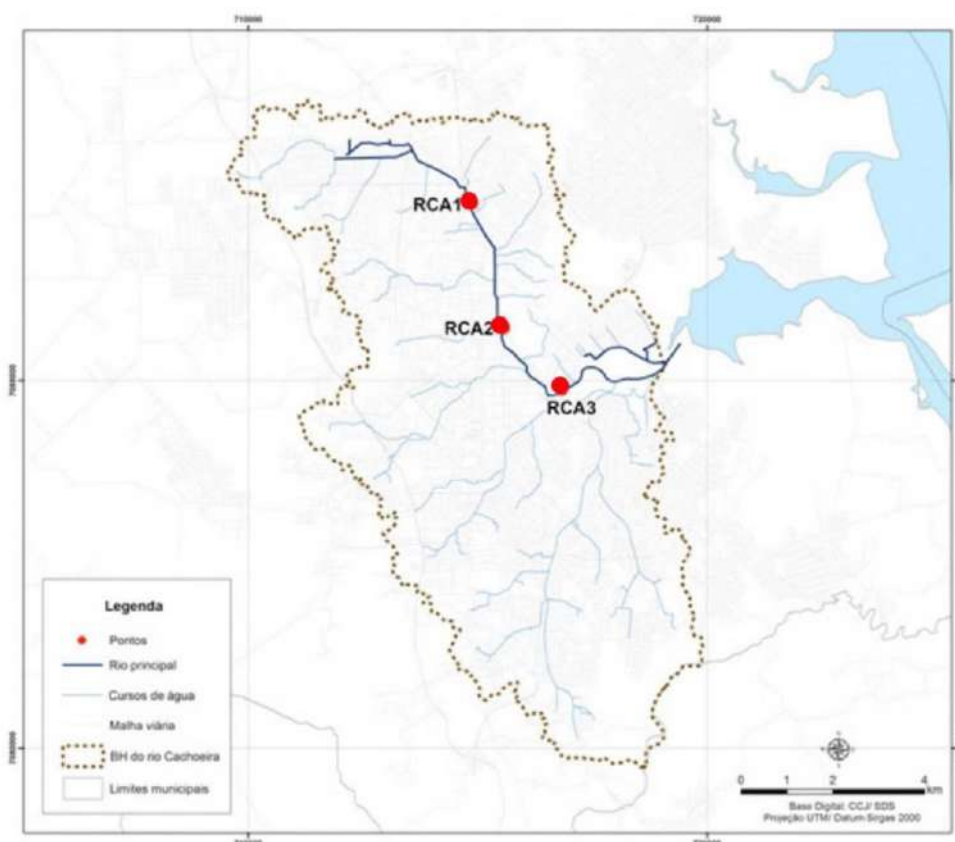 710000
720000
RCA1
RCA2
RCA3
Legenda
Pontos
Rio principal
Cursos de água
Malha viária
BH do rio Cachoeira
Limites municipais
0 1 2 4
km
Base Digital: CCJ/ SDS
Projeção UTM/ Datum Sirgas 2000